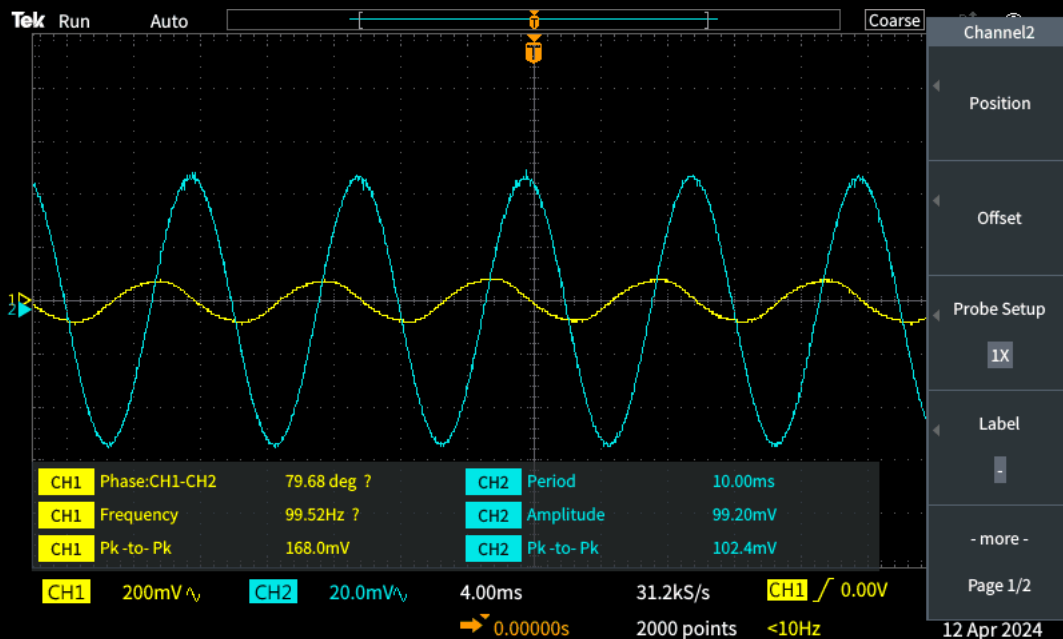 Tek Run Auto Coarse
T
T
Channel2
Position
Offset
Probe Setup
1X
Label
-
- more -
Page 1/2
1
2
CH1 Phase:CH1-CH2 79.68 deg ? CH2 Period 10.00ms
CH1 Frequency 99.52Hz ? CH2 Amplitude 99.20mV
CH1 Pk -to- Pk 168.0mV CH2 Pk -to- Pk 102.4mV
CH1 200mV CH2 20.0mV 4.00ms 31.2kS/s CH1 0.00V
0.00000s 2000 points <10Hz 12 Apr 2024